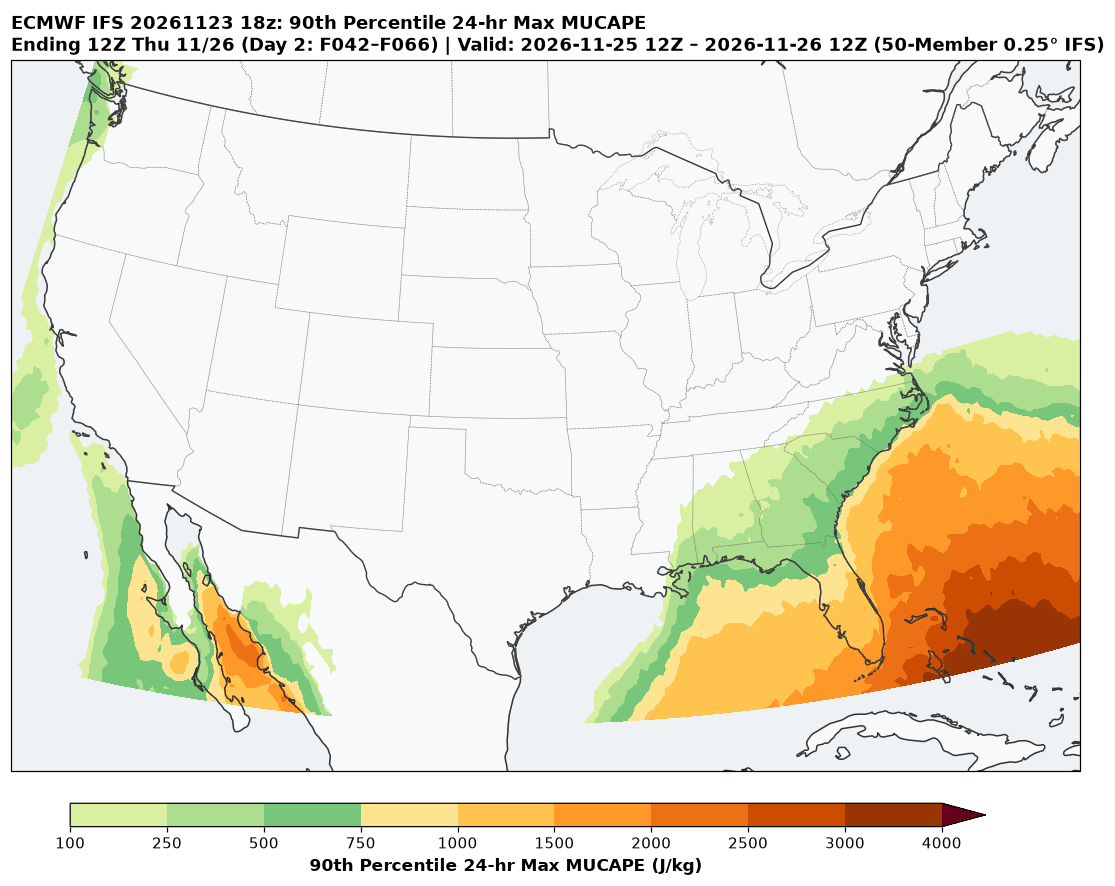 ECMWF IFS 20261123 18z: 90th Percentile 24-hr Max MUCAPE
Ending 12Z Thu 11/26 (Day 2: F042–F066) | Valid: 2026-11-25 12Z – 2026-11-26 12Z (50-Member 0.25° IFS)
100 250 500 750 1000 1500 2000 2500 3000 4000
90th Percentile 24-hr Max MUCAPE (J/kg)